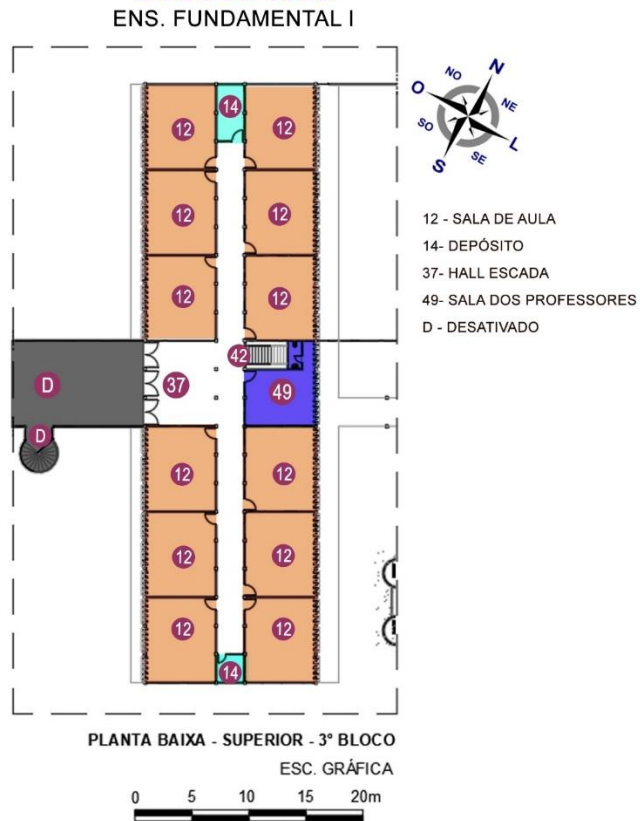 ENS. FUNDAMENTAL I
N
NO
NE
O
L
SO
SE
S
12 - SALA DE AULA
14- DEPÓSITO
37- HALL ESCADA
49- SALA DOS PROFESSORES
D - DESATIVADO
12
14
12
12
12
12
12
D
37
42
49
D
12
12
12
12
12
12
14
PLANTA BAIXA - SUPERIOR - 3º BLOCO
ESC. GRÁFICA
0 5 10 15 20m